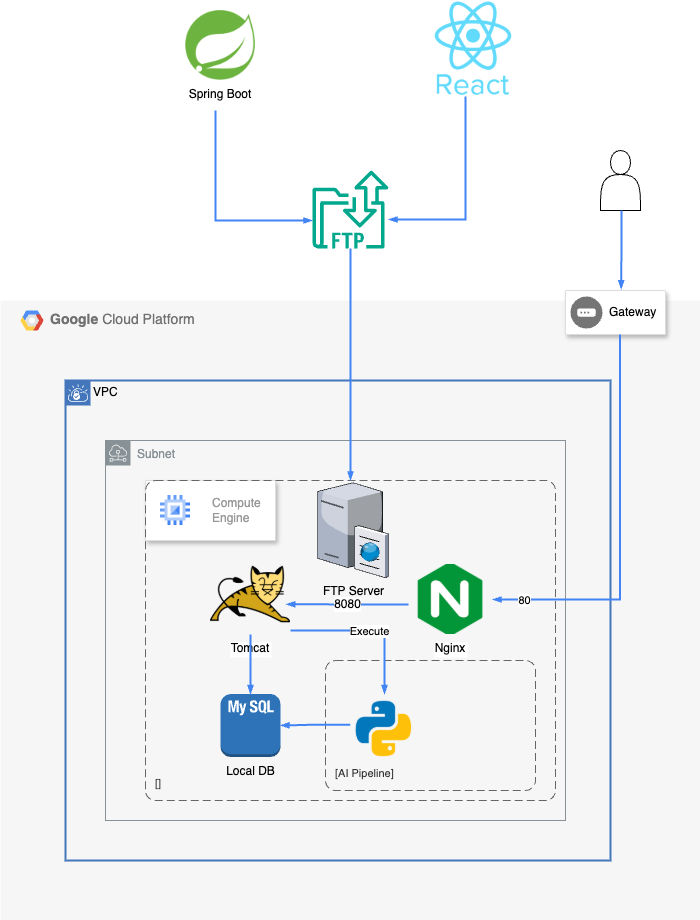 Spring Boot
React
FTP
Gateway
Google Cloud Platform
VPC
Subnet
Compute
Engine
FTP Server
8080
80
Tomcat
Execute
Nginx
My SQL
Local DB
[AI Pipeline]
[]